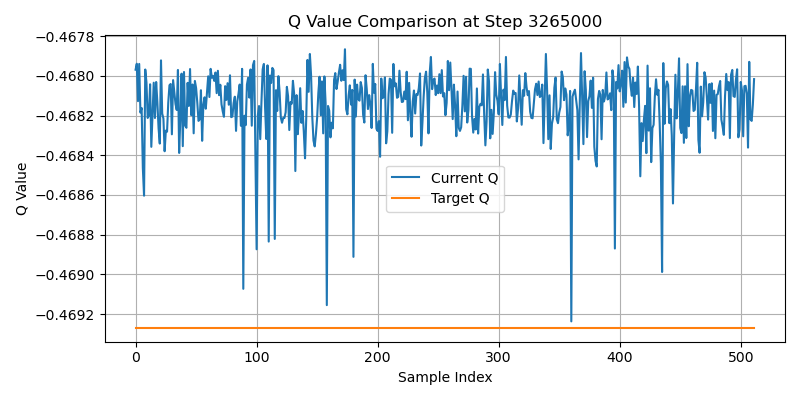 Q Value Comparison at Step 3265000
Q Value
−0.4678
−0.4680
−0.4682
−0.4684
−0.4686
−0.4688
−0.4690
−0.4692
Current Q
Target Q
0 100 200 300 400 500
Sample Index